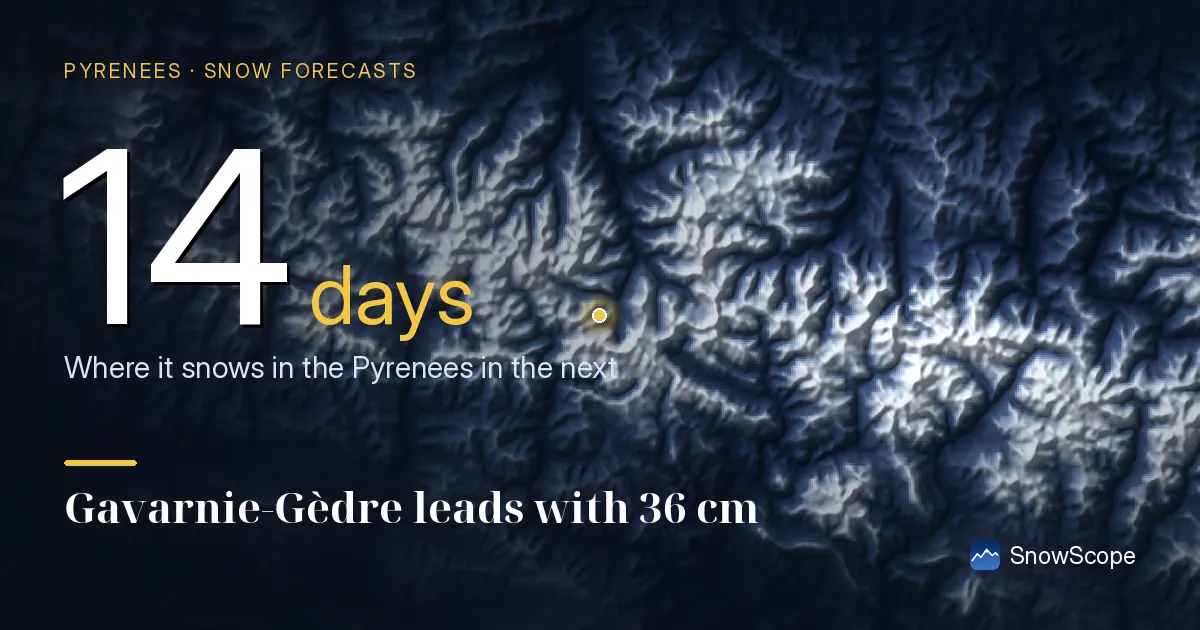 PYRENEES · SNOW FORECASTS
14 days
Where it snows in the Pyrenees in the next
Gavarnie-Gèdre leads with 36 cm
SnowScope